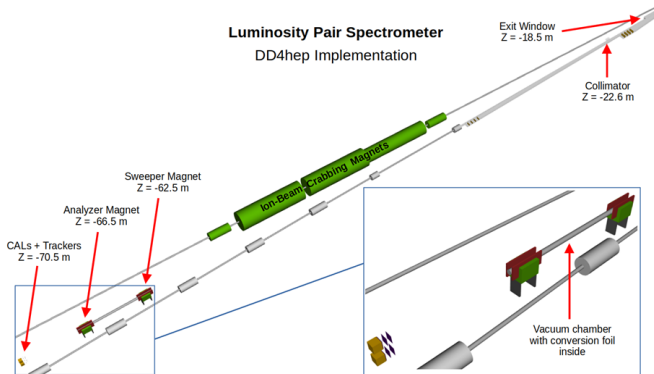 Luminosity Pair Spectrometer
DD4hep Implementation
Exit Window
Z = -18.5 m
Collimator
Z = -22.6 m
Ion-Beam Crabbing Magnets
Sweeper Magnet
Z = -62.5 m
Analyzer Magnet
Z = -66.5 m
CALs + Trackers
Z = -70.5 m
Vacuum chamber
with conversion foil
inside